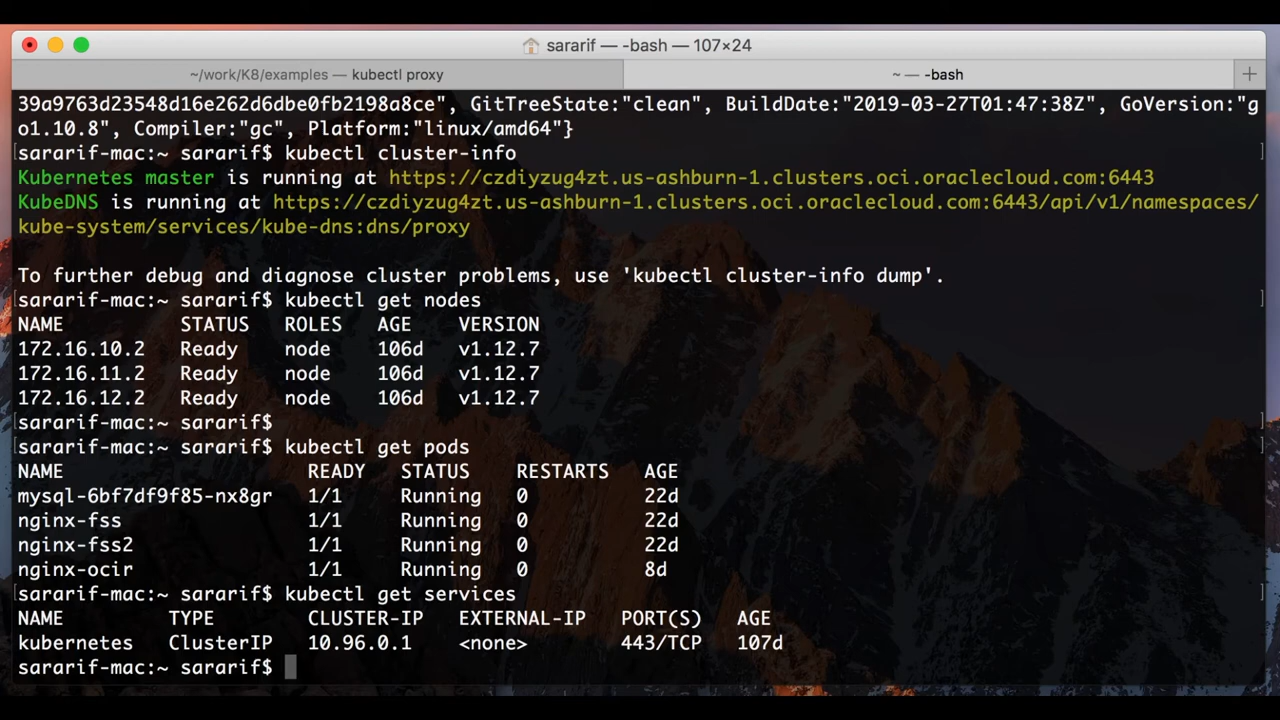 sararif — -bash — 107×24
~/work/K8/examples — kubectl proxy
~ — -bash
39a9763d23548d16e262d6dbe0fb2198a8ce", GitTreeState:"clean", BuildDate:"2019-03-27T01:47:38Z", GoVersion:"g
o1.10.8", Compiler:"gc", Platform:"linux/amd64"}
sararif-mac:~ sararif$ kubectl cluster-info
Kubernetes master is running at https://czdiyzug4zt.us-ashburn-1.clusters.oci.oraclecloud.com:6443
KubeDNS is running at https://czdiyzug4zt.us-ashburn-1.clusters.oci.oraclecloud.com:6443/api/v1/namespaces/
kube-system/services/kube-dns:dns/proxy
To further debug and diagnose cluster problems, use 'kubectl cluster-info dump'.
sararif-mac:~ sararif$ kubectl get nodes
NAME STATUS ROLES AGE VERSION
172.16.10.2 Ready node 106d v1.12.7
172.16.11.2 Ready node 106d v1.12.7
172.16.12.2 Ready node 106d v1.12.7
sararif-mac:~ sararif$
sararif-mac:~ sararif$ kubectl get pods
NAME READY STATUS RESTARTS AGE
mysql-6bf7df9f85-nx8gr 1/1 Running 0 22d
nginx-fss 1/1 Running 0 22d
nginx-fss2 1/1 Running 0 22d
nginx-ocir 1/1 Running 0 8d
sararif-mac:~ sararif$ kubectl get services
NAME TYPE CLUSTER-IP EXTERNAL-IP PORT(S) AGE
kubernetes ClusterIP 10.96.0.1 <none> 443/TCP 107d
sararif-mac:~ sararif$